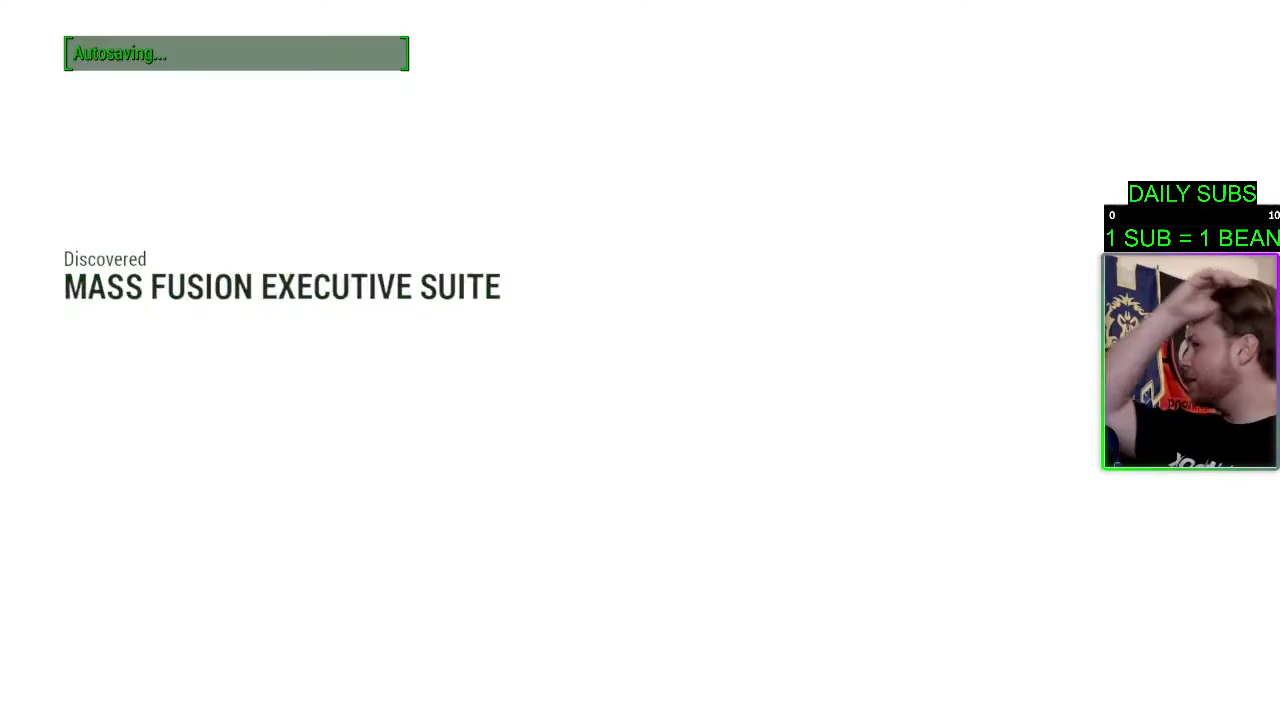 Autosaving...
Discovered
MASS FUSION EXECUTIVE SUITE
DAILY SUBS
0
10
1 SUB = 1 BEAN